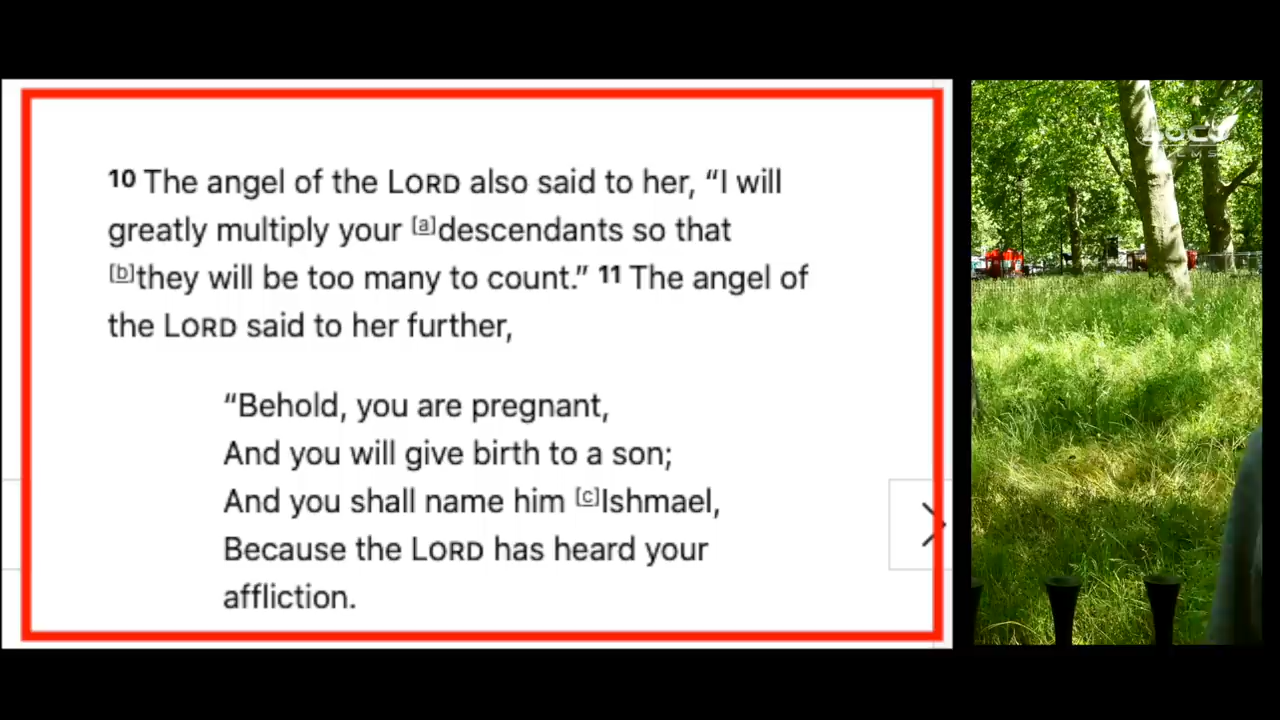 10 The angel of the LORD also said to her, “I will
greatly multiply your [a]descendants so that
[b]they will be too many to count.” 11 The angel of
the LORD said to her further,
“Behold, you are pregnant,
And you will give birth to a son;
And you shall name him [c]Ishmael,
Because the LORD has heard your
affliction.